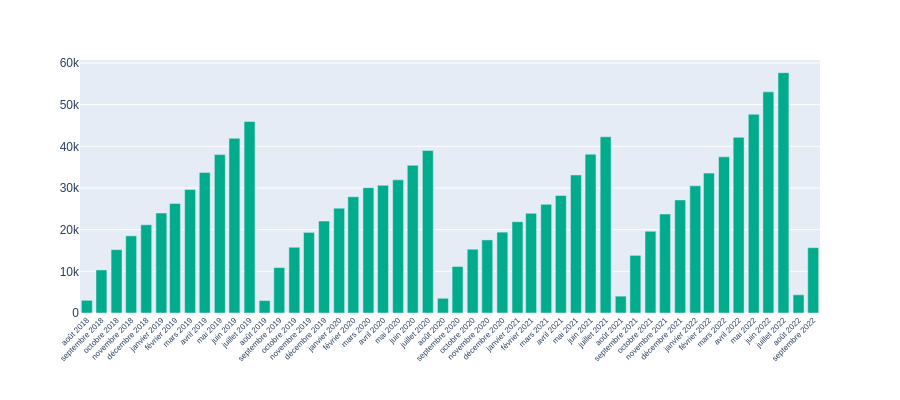 60k
50k
40k
30k
20k
10k
0
août 2018
septembre 2018
octobre 2018
novembre 2018
décembre 2018
janvier 2019
février 2019
mars 2019
avril 2019
mai 2019
juin 2019
juillet 2019
août 2019
septembre 2019
octobre 2019
novembre 2019
décembre 2019
janvier 2020
février 2020
mars 2020
avril 2020
mai 2020
juin 2020
juillet 2020
août 2020
septembre 2020
octobre 2020
novembre 2020
décembre 2020
janvier 2021
février 2021
mars 2021
avril 2021
mai 2021
juin 2021
juillet 2021
août 2021
septembre 2021
octobre 2021
novembre 2021
décembre 2021
janvier 2022
février 2022
mars 2022
avril 2022
mai 2022
juin 2022
juillet 2022
août 2022
septembre 2022